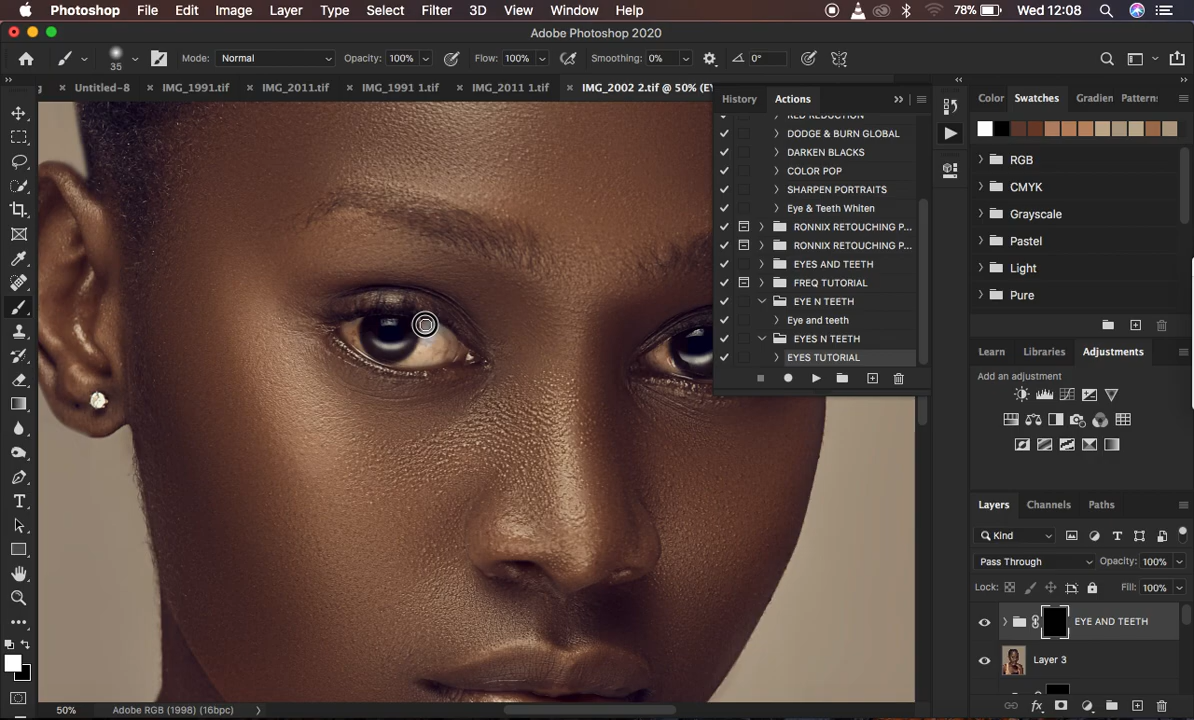 Photoshop File Edit Image Layer Type Select Filter 3D View Window Help 78% Wed 12:08
Adobe Photoshop 2020
35 Mode: Normal Opacity: 100% Flow: 100% Smoothing: 0% 0°
Untitled-8 IMG_1991.tif IMG_2011.tif IMG_1991 1.tif IMG_2011 1.tif IMG_2002 2.tif @ 50% (EY
History Actions
RED REDUCTION
DODGE & BURN GLOBAL
DARKEN BLACKS
COLOR POP
SHARPEN PORTRAITS
Eye & Teeth Whiten
RONNIX RETOUCHING P...
RONNIX RETOUCHING P...
EYES AND TEETH
FREQ TUTORIAL
EYE N TEETH
Eye and teeth
EYES N TEETH
EYES TUTORIAL
Color Swatches Gradien Patterns
RGB
CMYK
Grayscale
Pastel
Light
Pure
Learn Libraries Adjustments
Add an adjustment
Layers Channels Paths
Kind
Pass Through Opacity: 100%
Lock: Fill: 100%
EYE AND TEETH
Layer 3
50% Adobe RGB (1998) (16bpc)